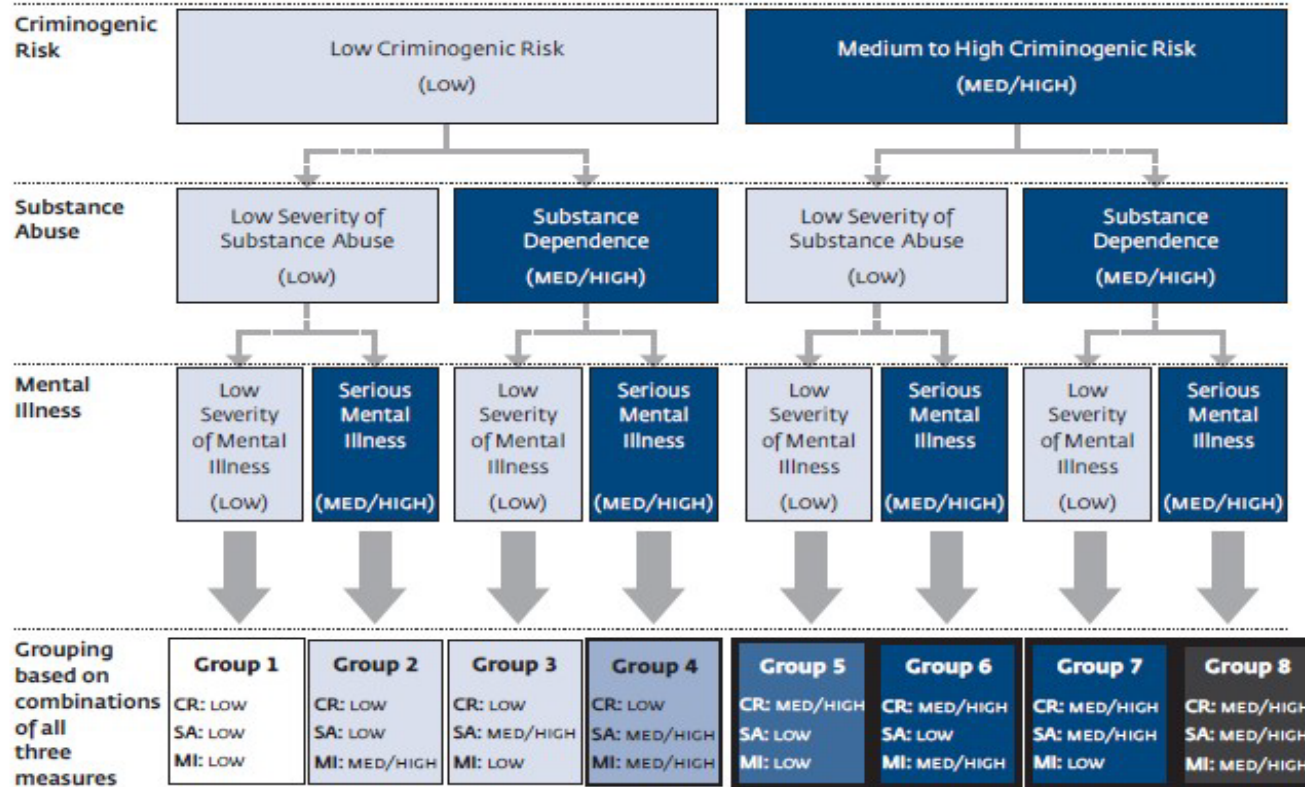 Criminogenic
Risk
Low Criminogenic Risk
(LOW)
Medium to High Criminogenic Risk
(MED/HIGH)
Substance
Abuse
Low Severity of
Substance Abuse
(LOW)
Substance
Dependence
(MED/HIGH)
Low Severity of
Substance Abuse
(LOW)
Substance
Dependence
(MED/HIGH)
Mental
Illness
Low
Severity
of Mental
Illness
(LOW)
Serious
Mental
Illness
(MED/HIGH)
Low
Severity
of Mental
Illness
(LOW)
Serious
Mental
Illness
(MED/HIGH)
Low
Severity
of Mental
Illness
(LOW)
Serious
Mental
Illness
(MED/HIGH)
Low
Severity
of Mental
Illness
(LOW)
Serious
Mental
Illness
(MED/HIGH)
Grouping
based on
combinations
of all
three
measures
Group 1
CR: LOW
SA: LOW
MI: LOW
Group 2
CR: LOW
SA: LOW
MI: MED/HIGH
Group 3
CR: LOW
SA: MED/HIGH
MI: LOW
Group 4
CR: LOW
SA: MED/HIGH
MI: MED/HIGH
Group 5
CR: MED/HIGH
SA: LOW
MI: LOW
Group 6
CR: MED/HIGH
SA: LOW
MI: MED/HIGH
Group 7
CR: MED/HIGH
SA: MED/HIGH
MI: LOW
Group 8
CR: MED/HIGH
SA: MED/HIGH
MI: MED/HIGH